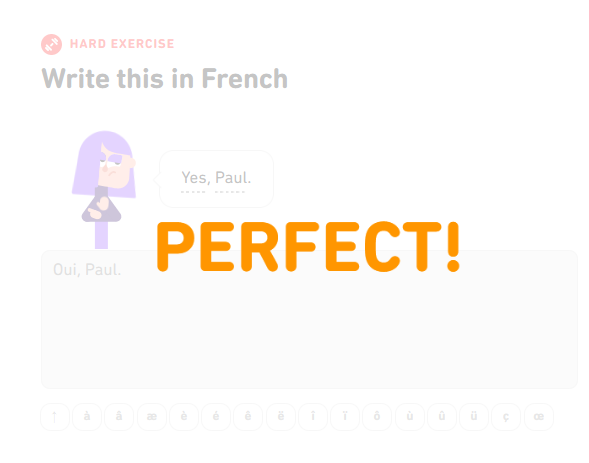 HARD EXERCISE
Write this in French
Yes, Paul.
PERFECT!
Oui, Paul.
↑ à â æ è é ê ë î ï ô ù û ü ç œ